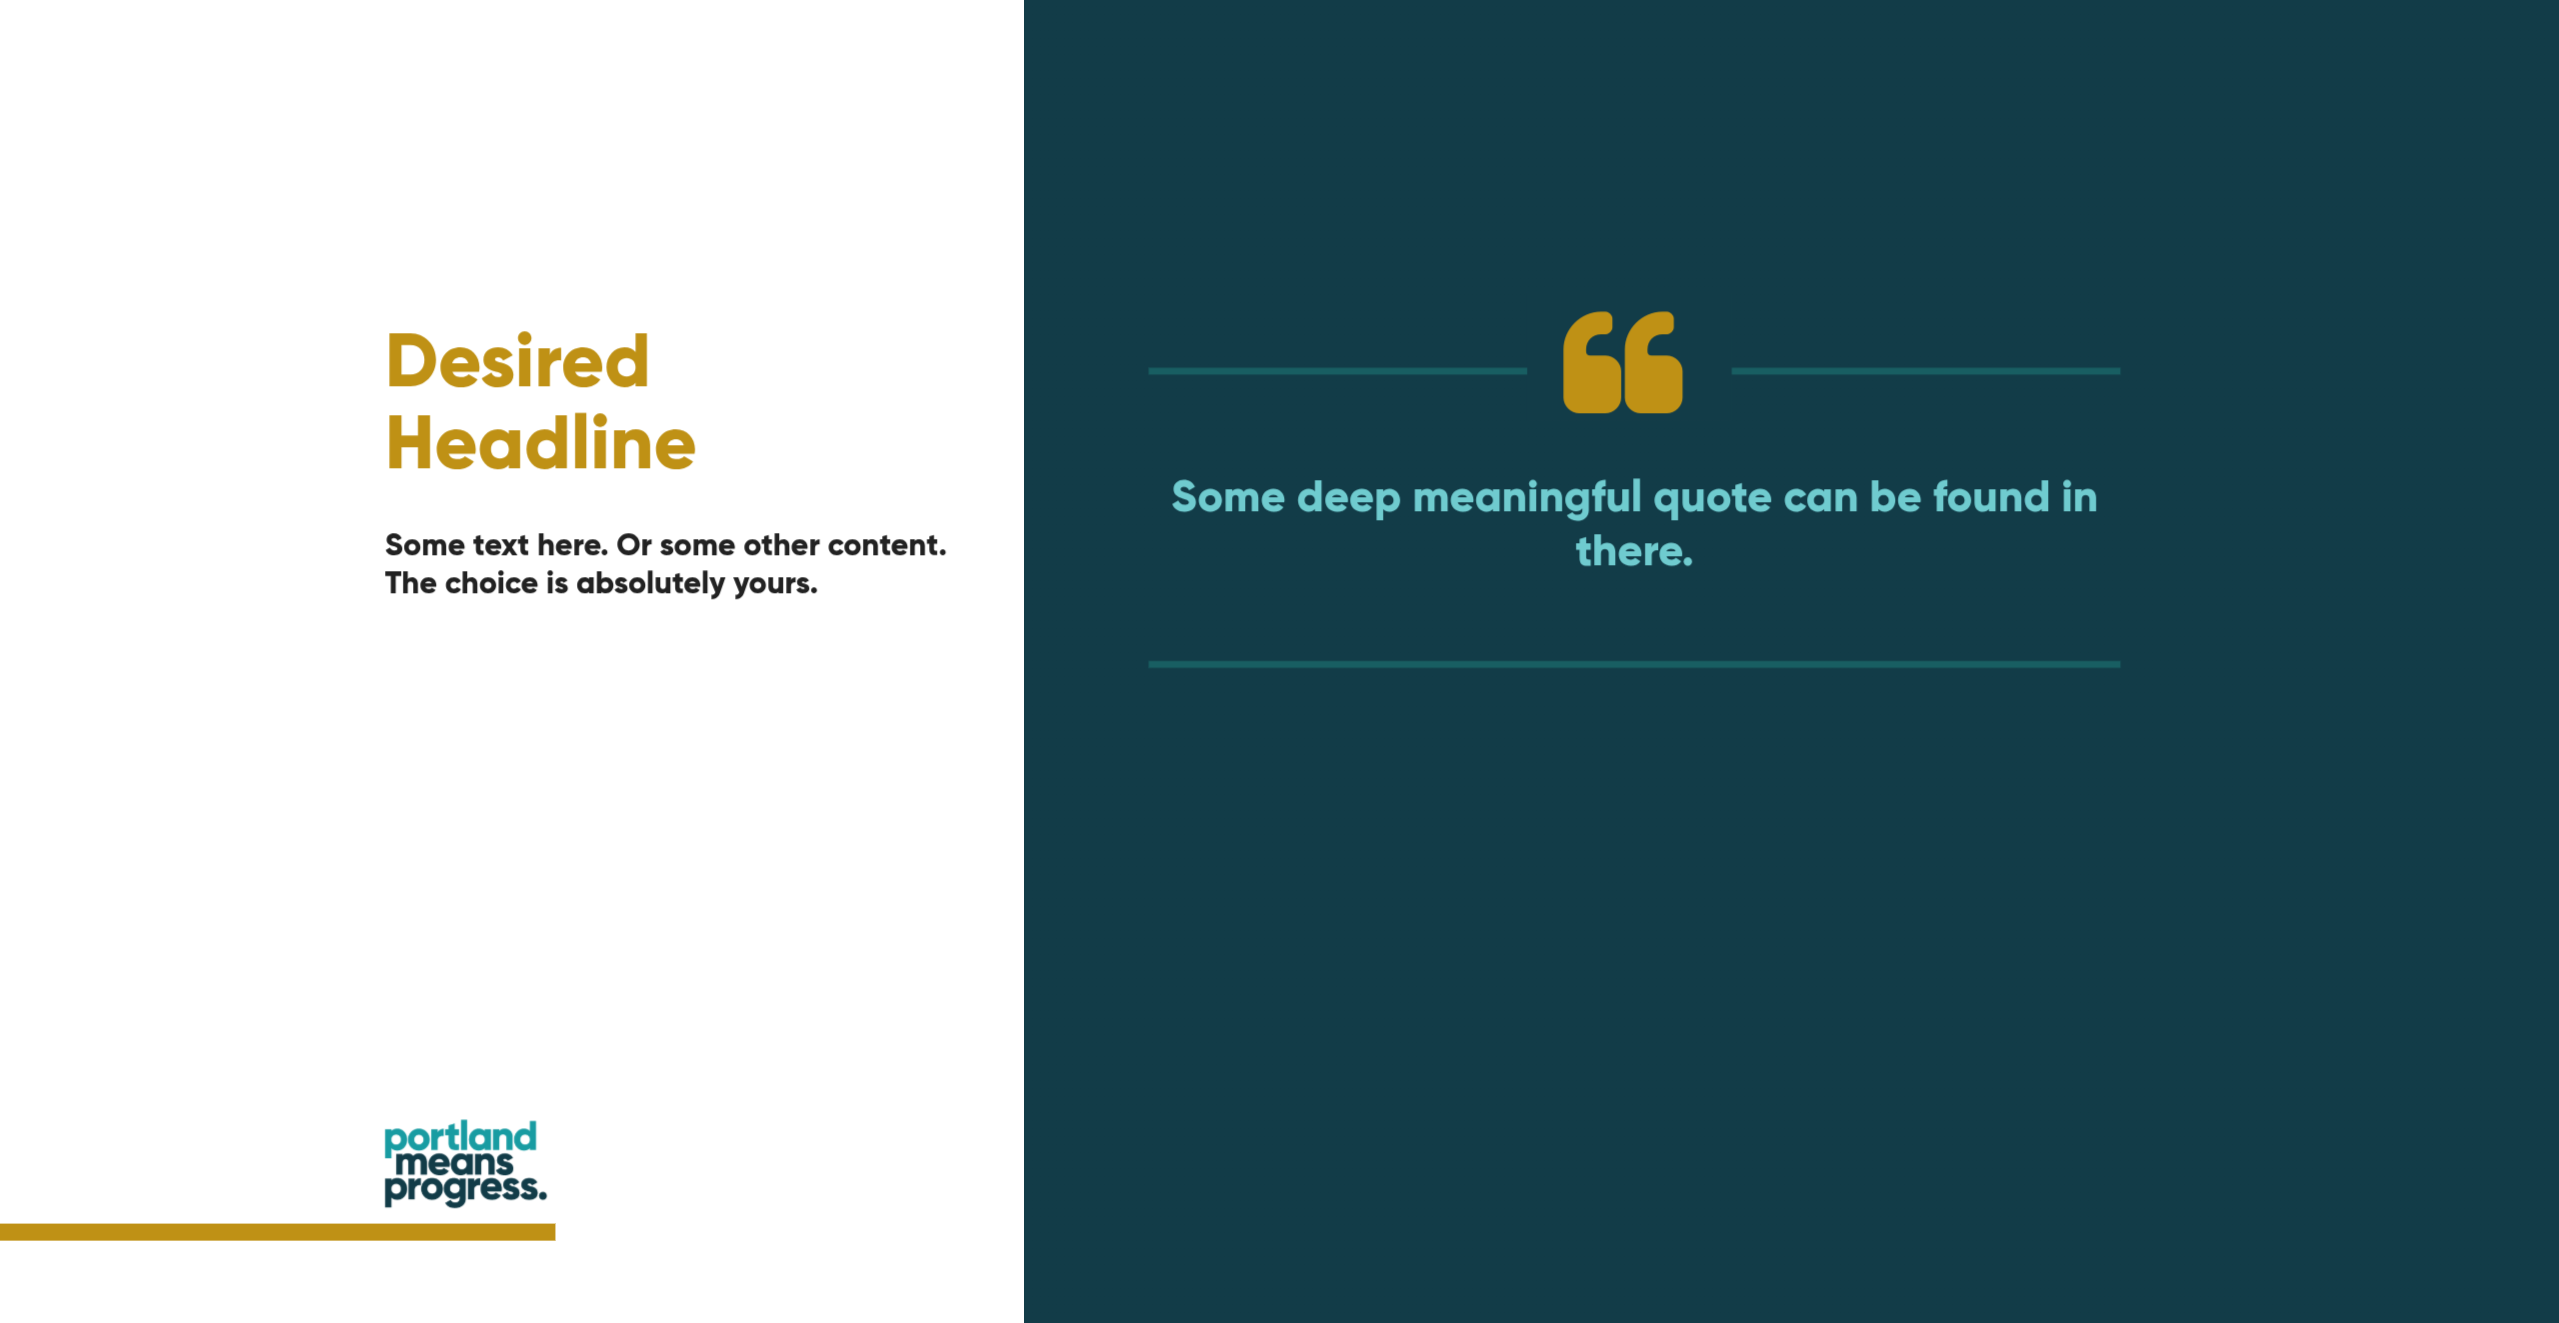 Desired
Headline
Some text here. Or some other content.
The choice is absolutely yours.
portland
means
progress.
Some deep meaningful quote can be found in
there.